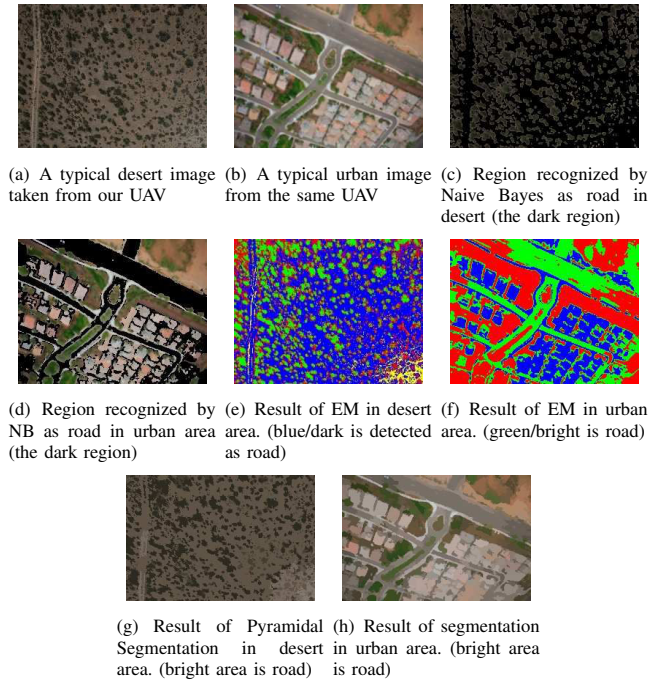 (a) A typical desert image
taken from our UAV
(b) A typical urban image
from the same UAV
(c) Region recognized by
Naive Bayes as road in
desert (the dark region)
(d) Region recognized by
NB as road in urban area
(the dark region)
(e) Result of EM in desert
area. (blue/dark is detected
as road)
(f) Result of EM in urban
area. (green/bright is road)
(g) Result of Pyramidal
Segmentation in desert
area. (bright area is road)
(h) Result of segmentation
in urban area. (bright area
is road)